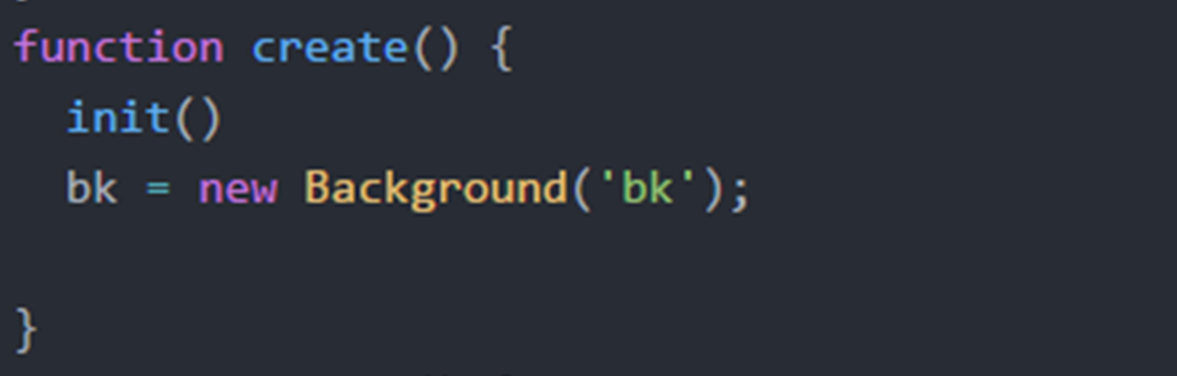 function create() {
  init()
  bk = new Background('bk');
}